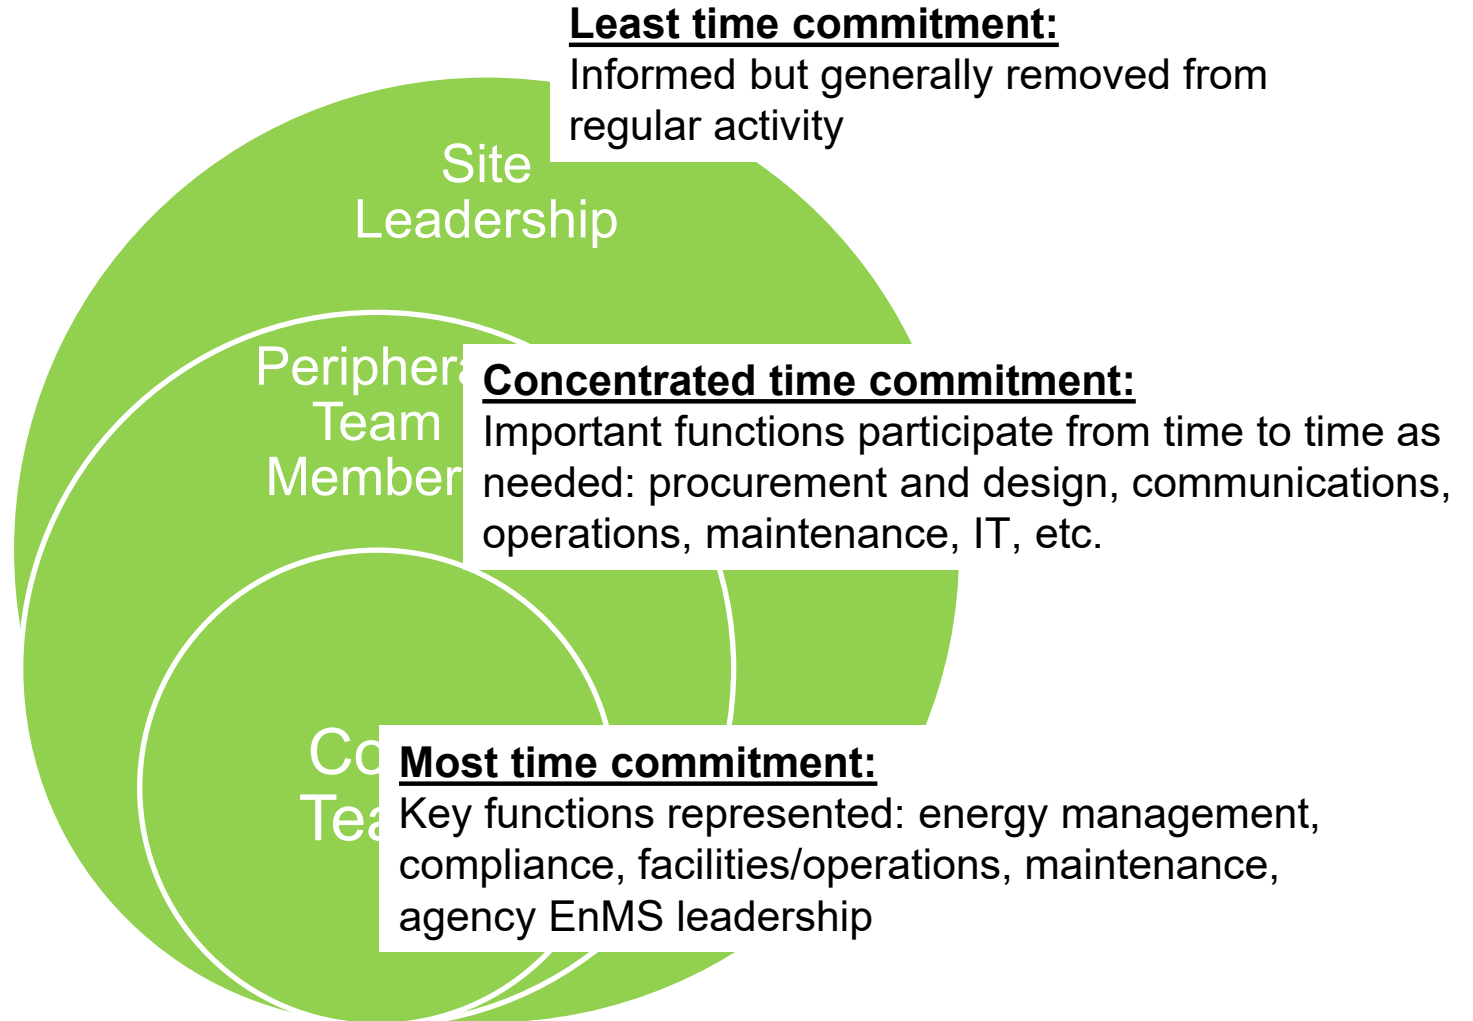 Least time commitment:
Informed but generally removed from
regular activity
Site
Leadership
Peripher
Team
Member
Concentrated time commitment:
Important functions participate from time to time as
needed: procurement and design, communications,
operations, maintenance, IT, etc.
Co
Tea
Most time commitment:
Key functions represented: energy management,
compliance, facilities/operations, maintenance,
agency EnMS leadership